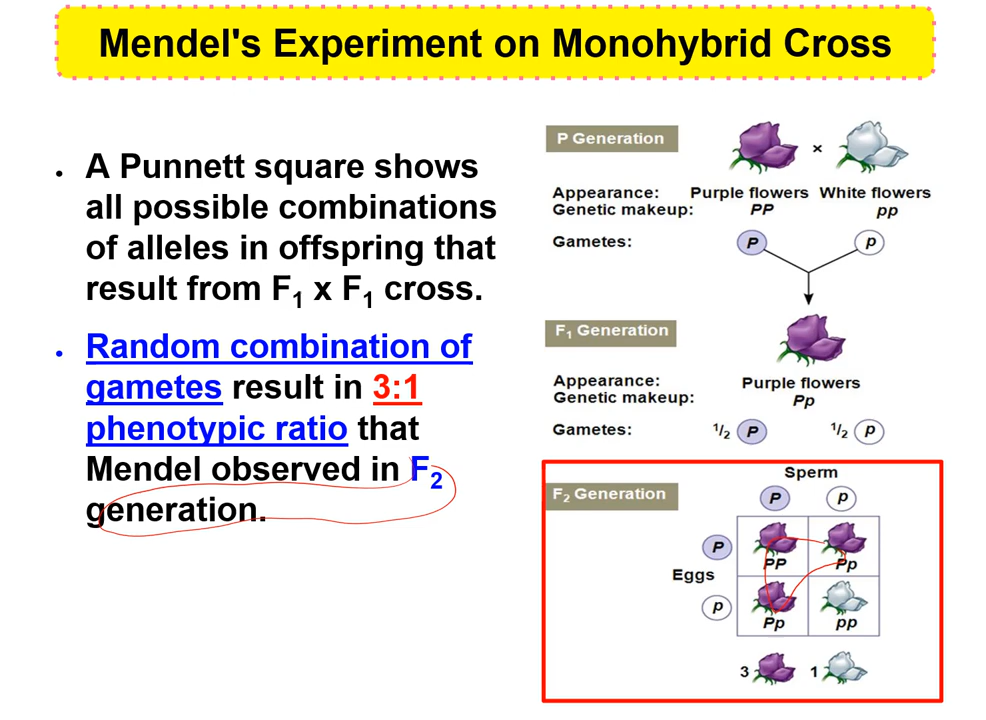 Mendel's Experiment on Monohybrid Cross
• A Punnett square shows
all possible combinations
of alleles in offspring that
result from F₁ x F₁ cross.
• Random combination of
gametes result in 3:1
phenotypic ratio that
Mendel observed in F₂
generation.
P Generation
×
Appearance: Purple flowers White flowers
Genetic makeup: PP pp
Gametes: P p
F₁ Generation
Appearance: Purple flowers
Genetic makeup: Pp
Gametes: 1/2 P 1/2 p
Sperm
F₂ Generation
P p
P
PP Pp
Eggs
p
Pp pp
3 1